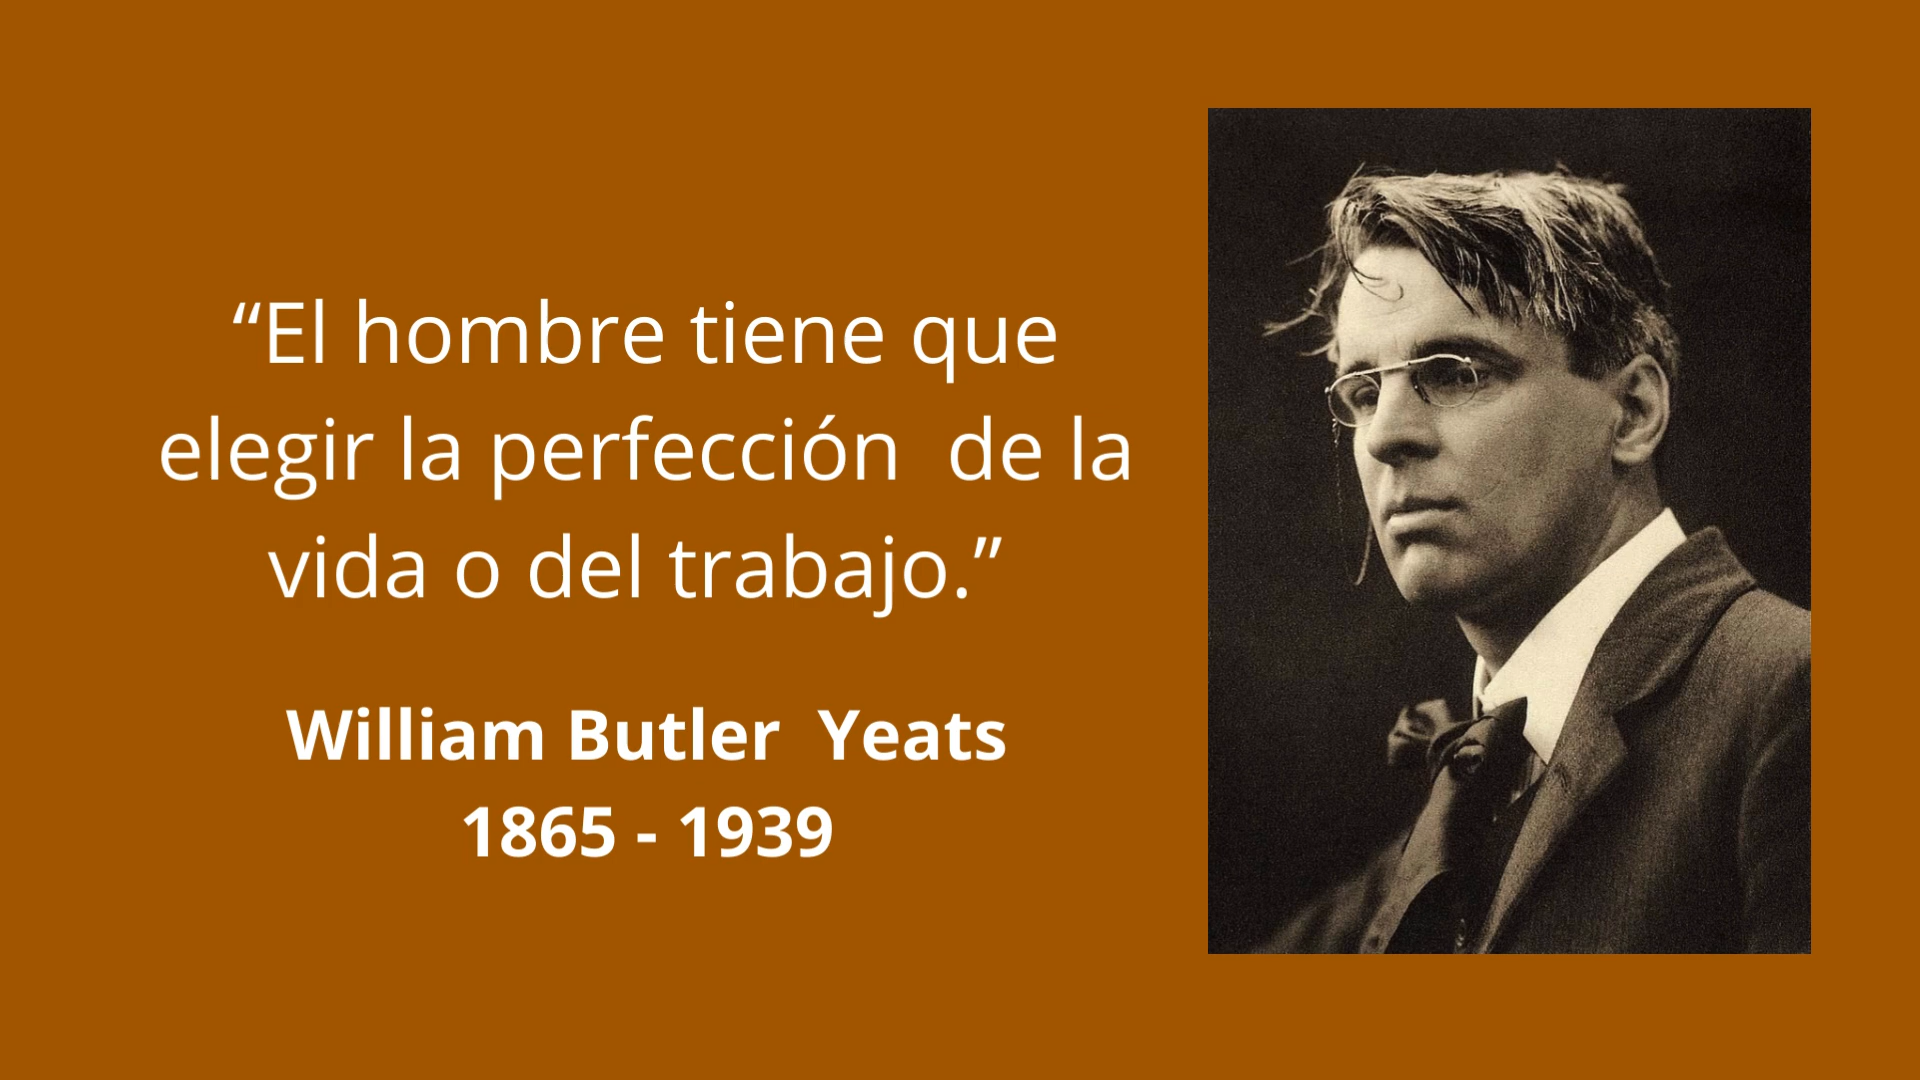 “El hombre tiene que
elegir la perfección  de la
vida o del trabajo.”
William Butler  Yeats
1865 - 1939